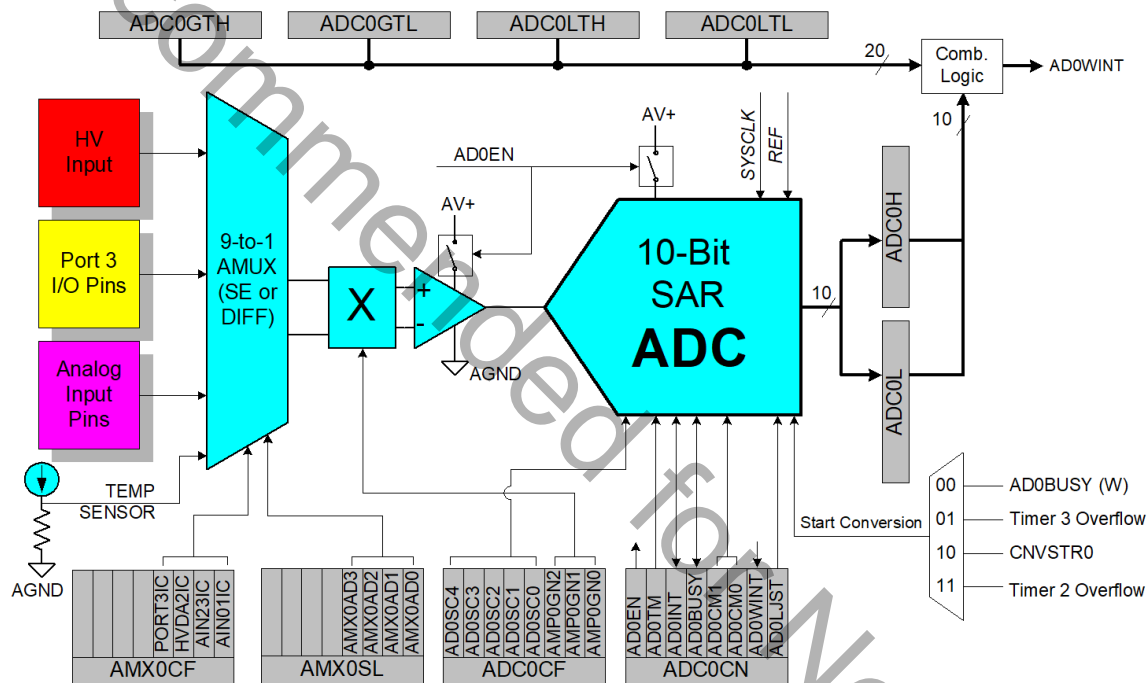 ADC0GTH
ADC0GTL
ADC0LTH
ADC0LTL
20
Comb.
Logic
AD0WINT
10
HV
Input
Port 3
I/O Pins
Analog
Input
Pins
9-to-1
AMUX
(SE or
DIFF)
AD0EN
AV+
AV+
SYSCLK
REF
X
+
-
AGND
10-Bit
SAR
ADC
10
ADC0H
ADC0L
TEMP
SENSOR
AGND
Start Conversion
00
AD0BUSY (W)
01
Timer 3 Overflow
10
CNVSTR0
11
Timer 2 Overflow
PORT3IC
HVDA2IC
AIN23IC
AIN01IC
AMX0CF
AMX0AD3
AMX0AD2
AMX0AD1
AMX0AD0
AMX0SL
AD0SC4
AD0SC3
AD0SC2
AD0SC1
AD0SC0
AMP0GN2
AMP0GN1
AMP0GN0
ADC0CF
AD0EN
AD0TM
AD0INT
AD0BUSY
AD0CM1
AD0CM0
AD0WINT
AD0LJST
ADC0CN
commended for Ne